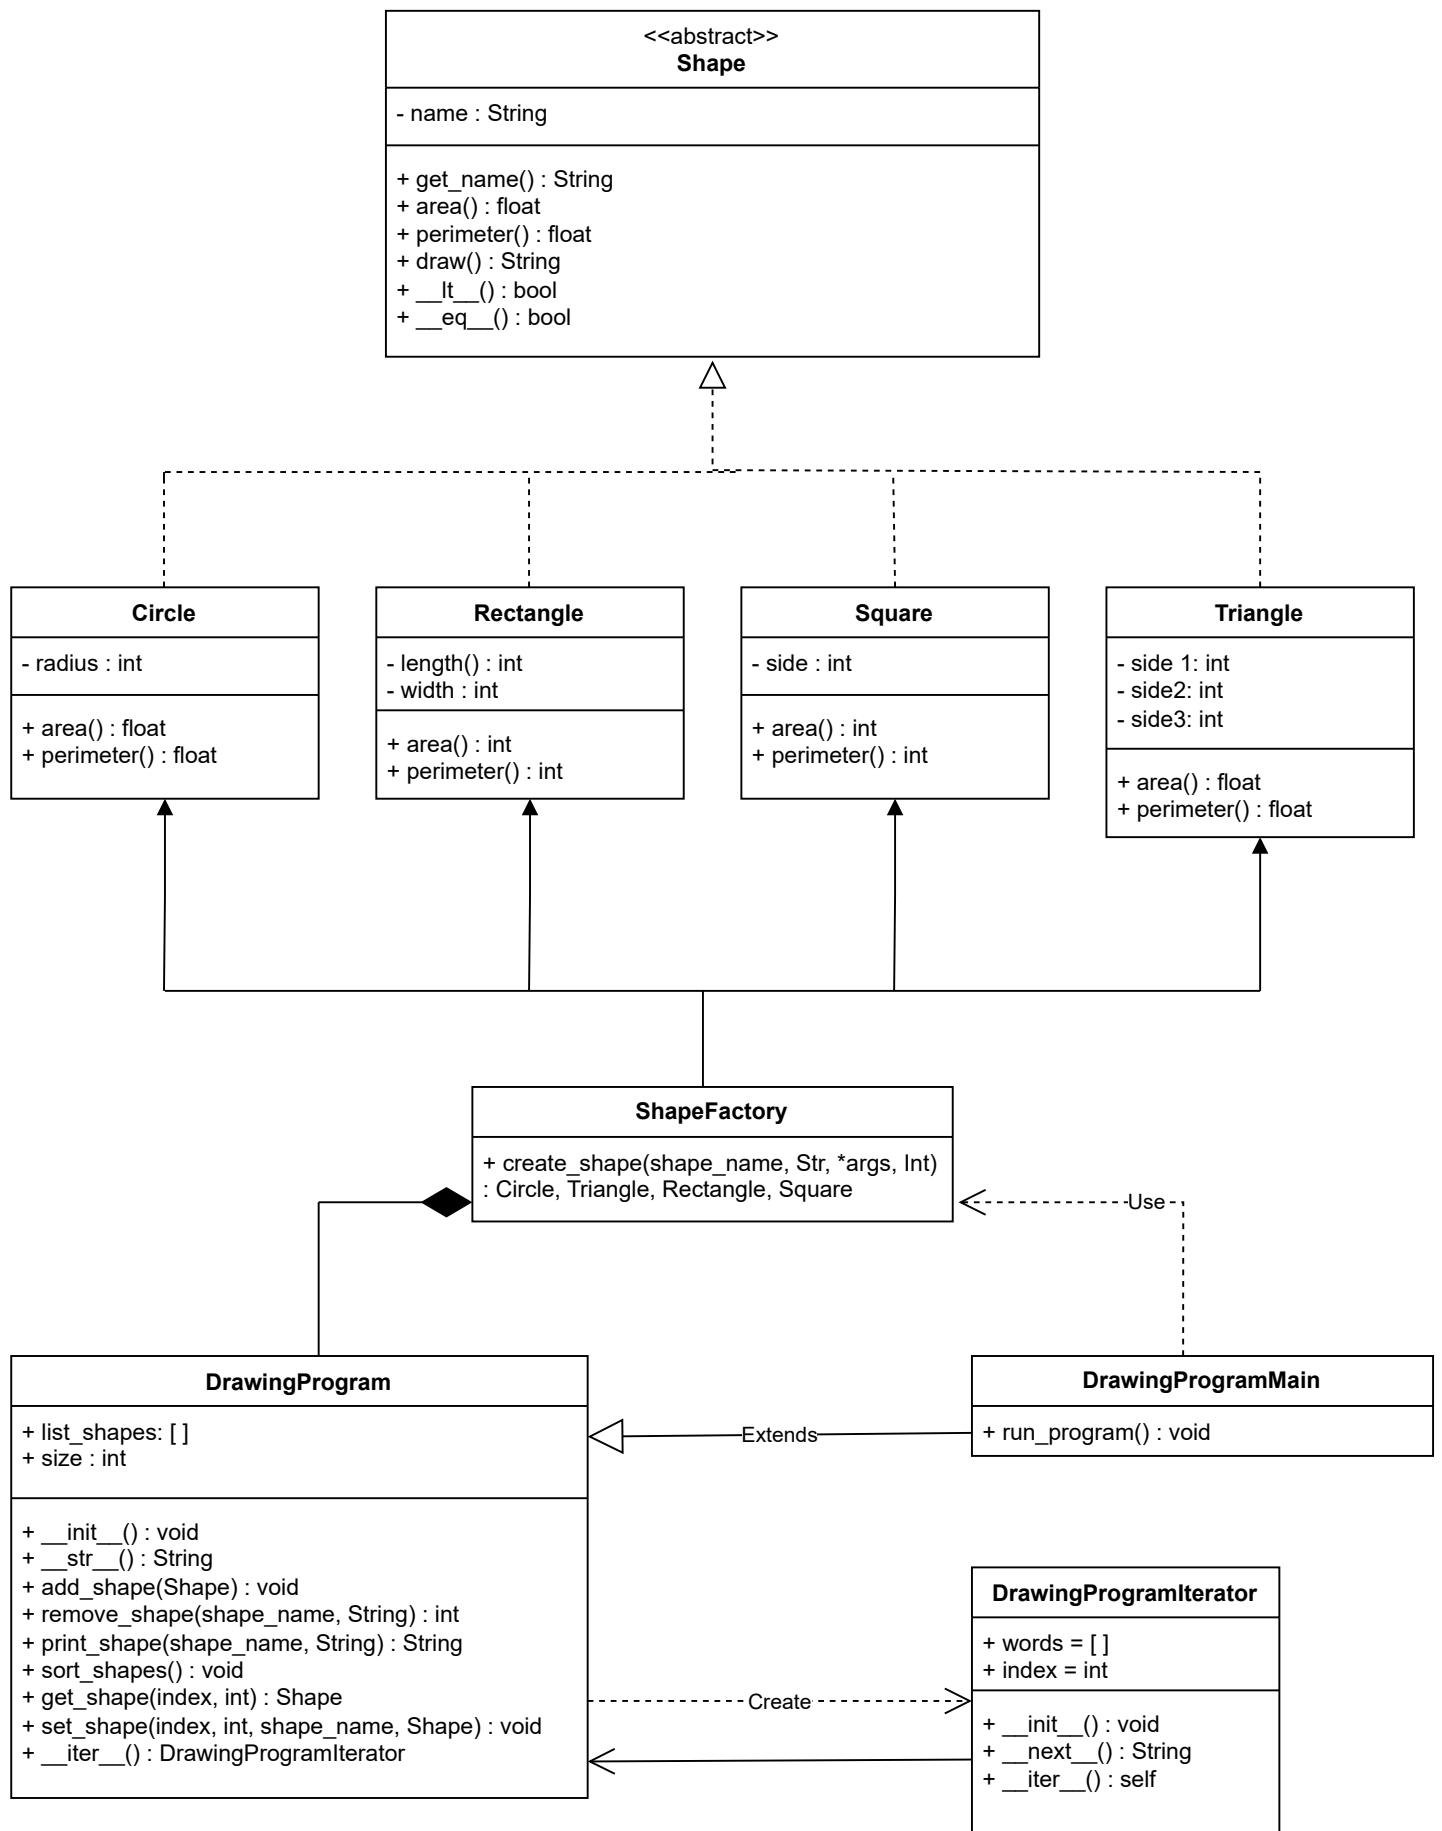 <<abstract>>
Shape
- name : String
+ get_name() : String
+ area() : float
+ perimeter() : float
+ draw() : String
+ __lt__() : bool
+ __eq__() : bool
Circle
- radius : int
+ area() : float
+ perimeter() : float
Rectangle
- length() : int
- width : int
+ area() : int
+ perimeter() : int
Square
- side : int
+ area() : int
+ perimeter() : int
Triangle
- side 1: int
- side2: int
- side3: int
+ area() : float
+ perimeter() : float
ShapeFactory
+ create_shape(shape_name, Str, *args, Int)
: Circle, Triangle, Rectangle, Square
Use
DrawingProgram
+ list_shapes: [ ]
+ size : int
+ __init__() : void
+ __str__() : String
+ add_shape(Shape) : void
+ remove_shape(shape_name, String) : int
+ print_shape(shape_name, String) : String
+ sort_shapes() : void
+ get_shape(index, int) : Shape
+ set_shape(index, int, shape_name, Shape) : void
+ __iter__() : DrawingProgramIterator
Extends
DrawingProgramMain
+ run_program() : void
Create
DrawingProgramIterator
+ words = [ ]
+ index = int
+ __init__() : void
+ __next__() : String
+ __iter__() : self